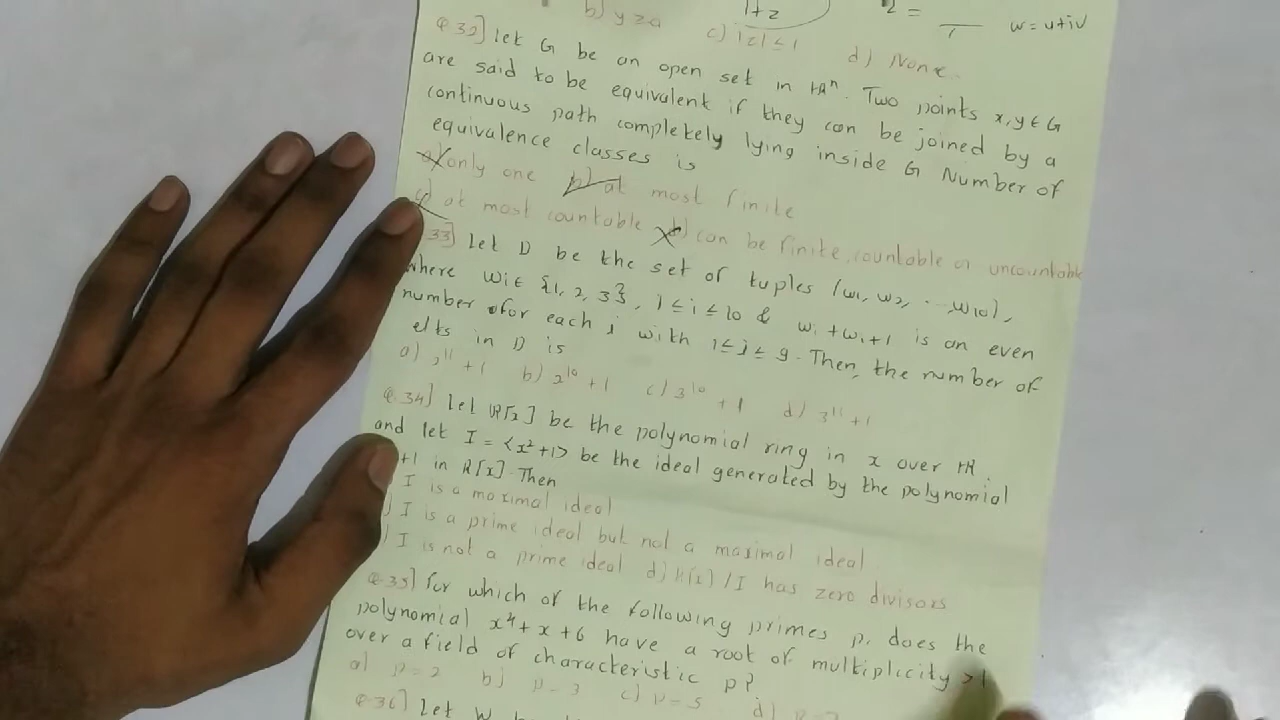 b) y ≥ a
1+z
2 =
w = u+iv
c) |z| ≤ 1
d) None.
Q.32] let G be an open set in ℝⁿ. Two points x, y ∈ G
are said to be equivalent if they can be joined by a
continuous path completely lying inside G Number of
equivalence classes is
a) only one b) at most finite
c) at most countable d) can be finite, countable or uncountable
33] Let D be the set of tuples (w₁, w₂, ..., w₁₀),
where wi ∈ {1, 2, 3}, 1 ≤ i ≤ 10 & wᵢ + wᵢ+1 is an even
number for each i with 1 ≤ j ≤ 9. Then, the number of
elts in D is
a) 2¹¹ + 1 b) 2¹⁰ + 1 c) 3¹⁰ + 1 d) 3¹¹ + 1
Q.34] let ℝ[x] be the polynomial ring in x over ℝ.
and let I = <x²+1> be the ideal generated by the polynomial
+1 in R[x]. Then
I is a maximal ideal
I is a prime ideal but not a maximal ideal
) I is not a prime ideal d) R[x]/I has zero divisors
Q.35] for which of the following primes p, does the
polynomial x⁴ + x + 6 have a root of multiplicity >1
over a field of characteristic p?
a) p = 2 b) p = 3 c) p = 5 d)
Q.36] let W